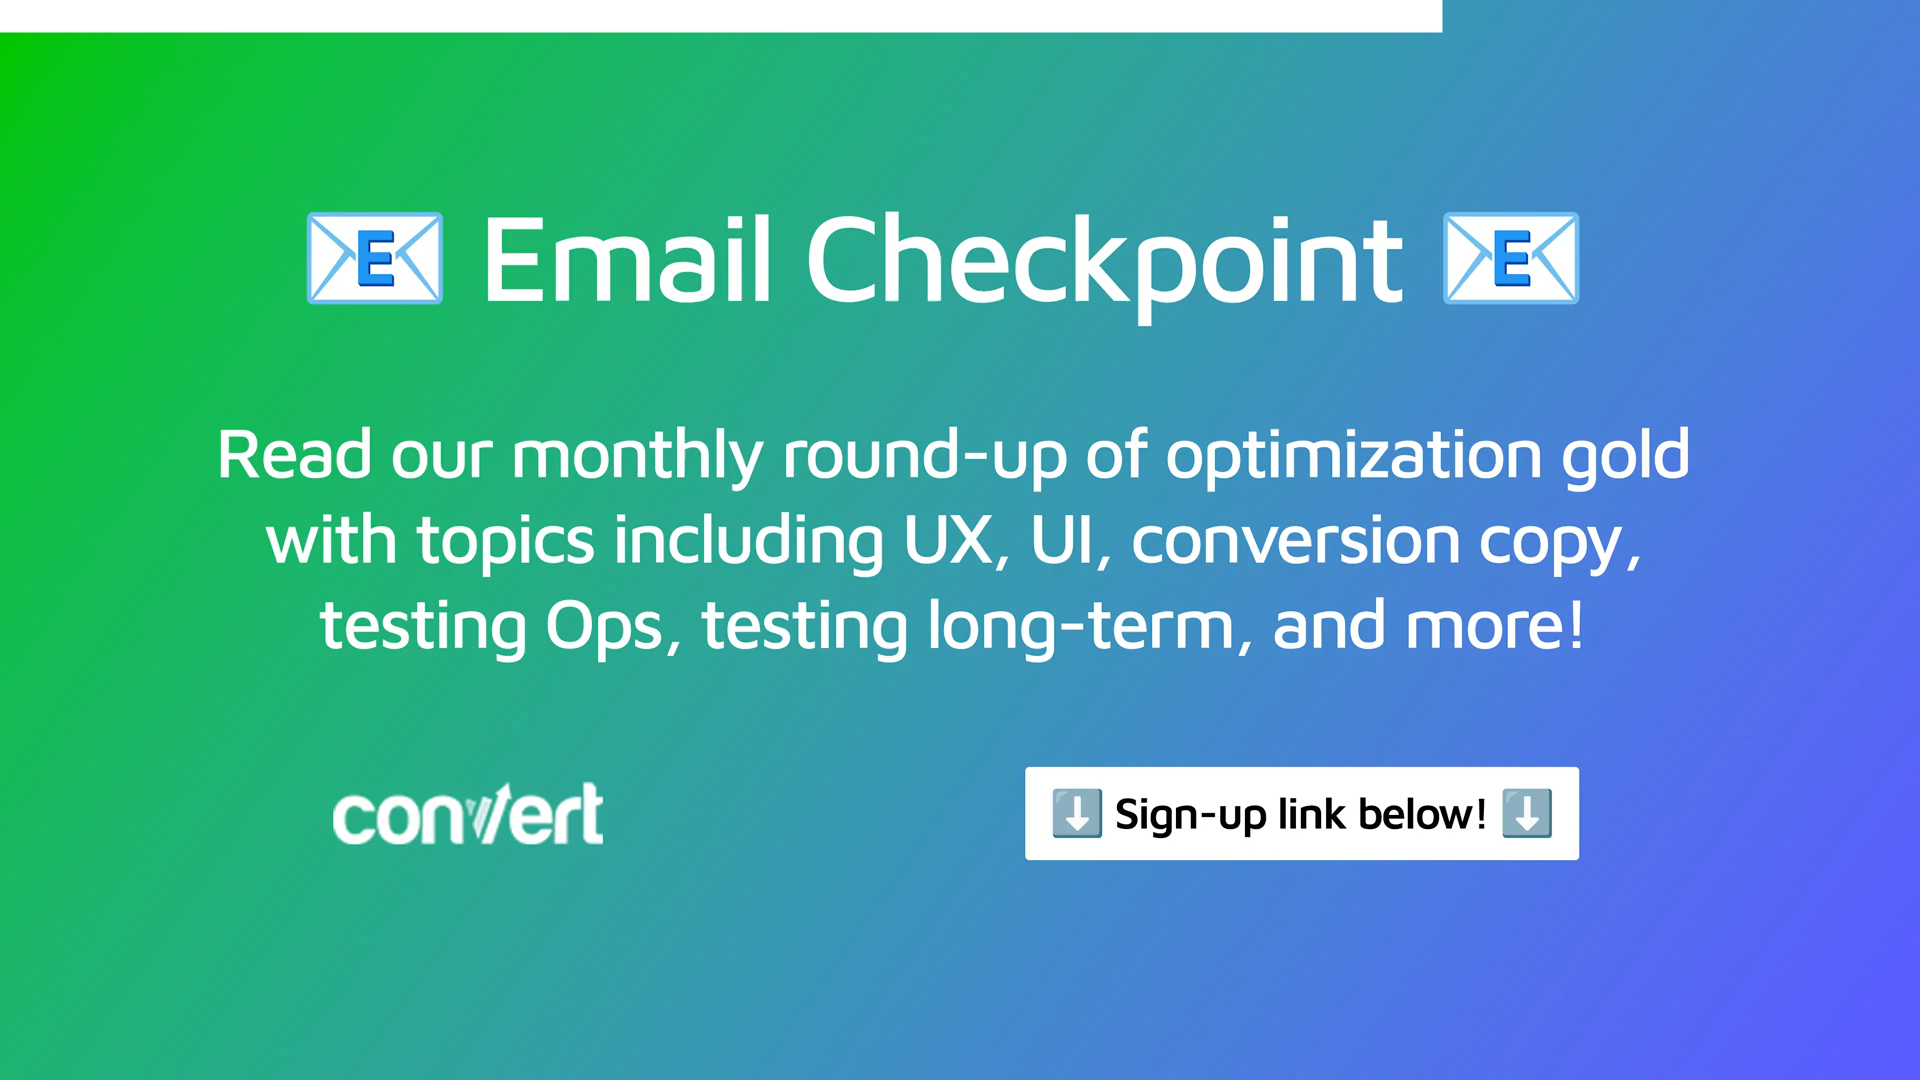 📧 Email Checkpoint 📧
Read our monthly round-up of optimization gold
with topics including UX, UI, conversion copy,
testing Ops, testing long-term, and more!
convert
⬇️ Sign-up link below! ⬇️